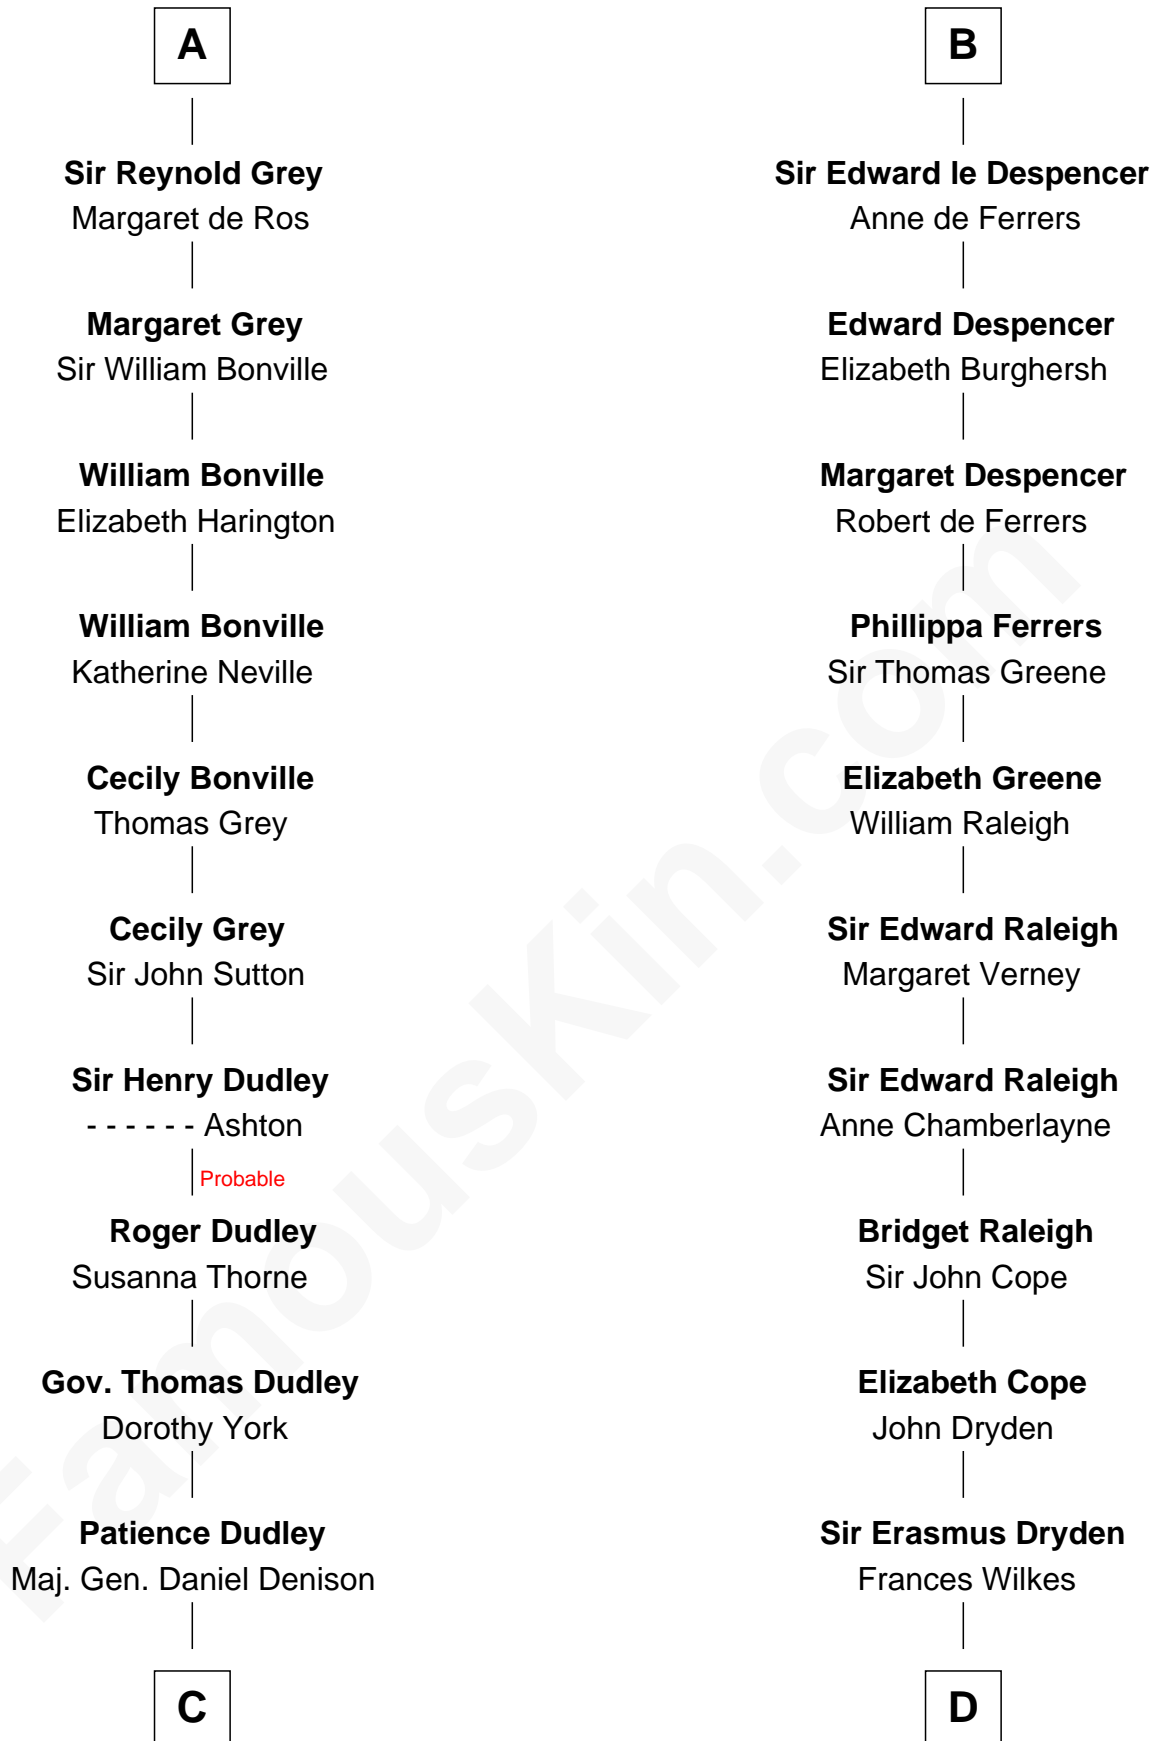 A
Sir Reynold Grey
Margaret de Ros
Margaret Grey
Sir William Bonville
William Bonville
Elizabeth Harington
William Bonville
Katherine Neville
Cecily Bonville
Thomas Grey
Cecily Grey
Sir John Sutton
Sir Henry Dudley
- - - - - - Ashton
Probable
Roger Dudley
Susanna Thorne
Gov. Thomas Dudley
Dorothy York
Patience Dudley
Maj. Gen. Daniel Denison
C
B
Sir Edward le Despencer
Anne de Ferrers
Edward Despencer
Elizabeth Burghersh
Margaret Despencer
Robert de Ferrers
Phillippa Ferrers
Sir Thomas Greene
Elizabeth Greene
William Raleigh
Sir Edward Raleigh
Margaret Verney
Sir Edward Raleigh
Anne Chamberlayne
Bridget Raleigh
Sir John Cope
Elizabeth Cope
John Dryden
Sir Erasmus Dryden
Frances Wilkes
D
FamousKin.com